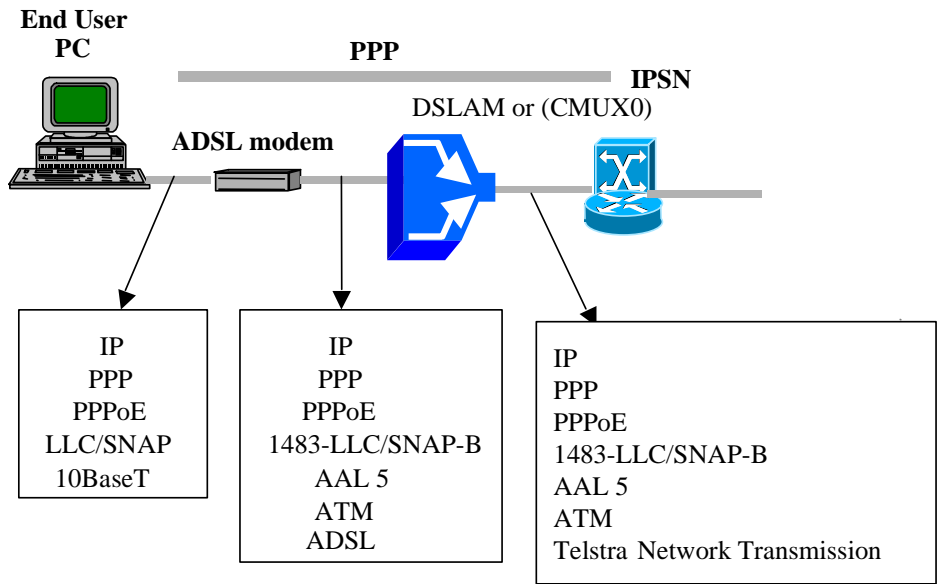 End User
PC
PPP
IPSN
DSLAM or (CMUX0)
ADSL modem
IP
PPP
PPPoE
LLC/SNAP
10BaseT
IP
PPP
PPPoE
1483-LLC/SNAP-B
AAL 5
ATM
ADSL
IP
PPP
PPPoE
1483-LLC/SNAP-B
AAL 5
ATM
Telstra Network Transmission